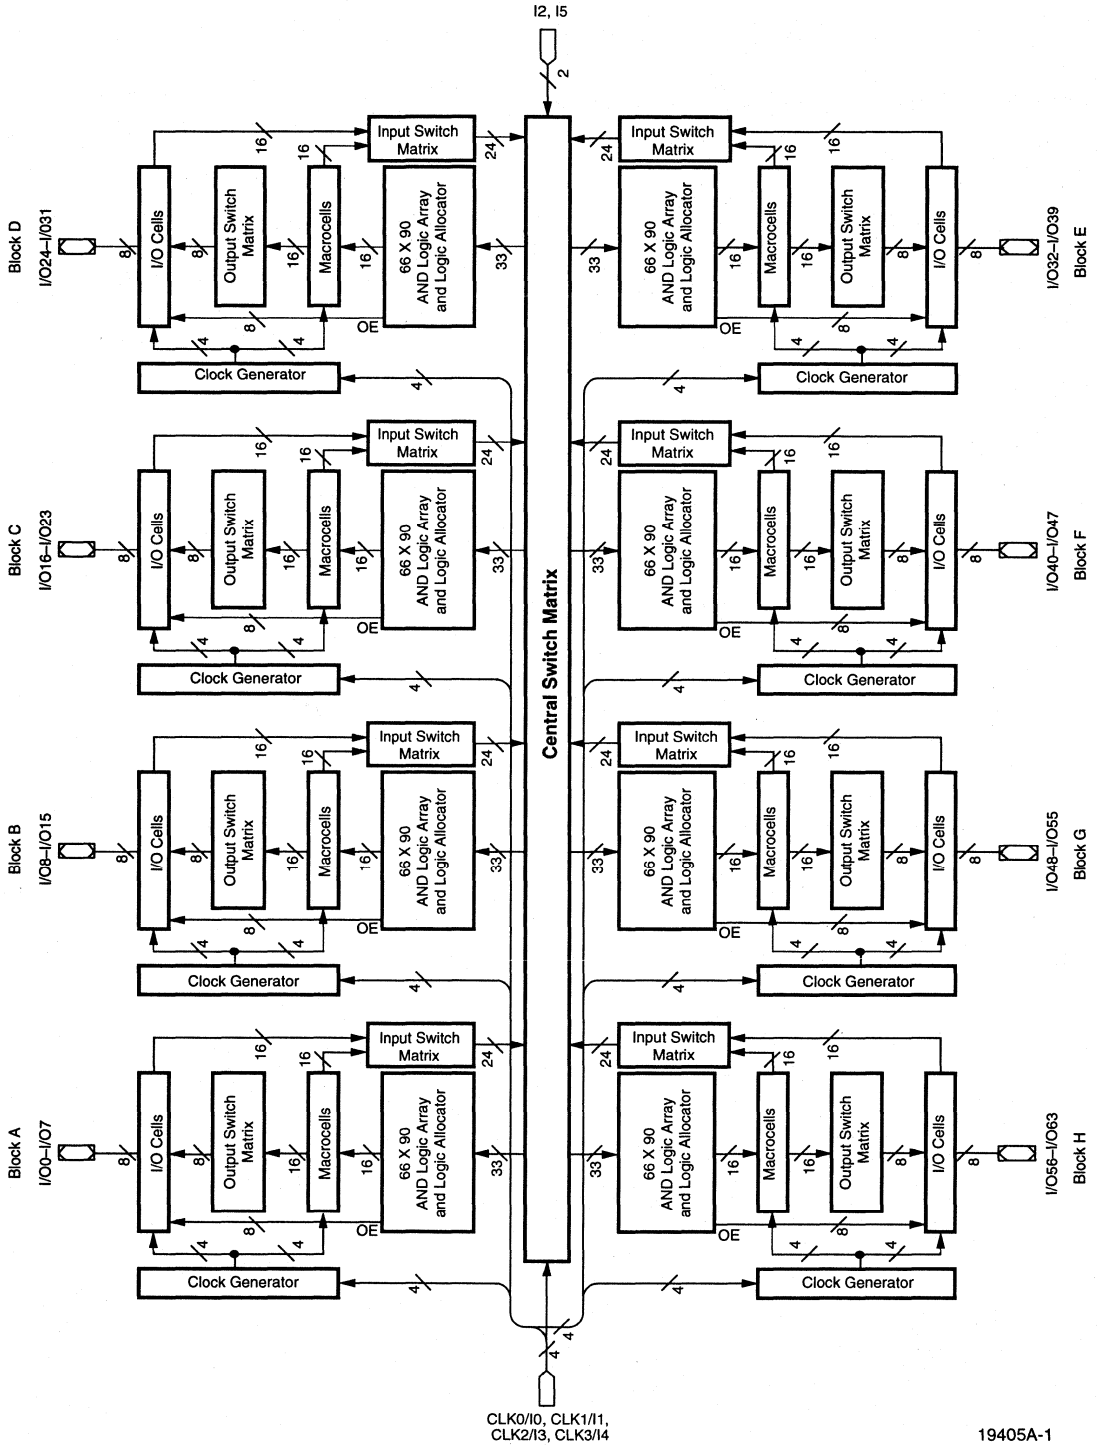 I2, I5
2
Block D
I/O24–I/031
8
I/O Cells
8
Output Switch
Matrix
16
Macrocells
16
66 X 90
AND Logic Array
and Logic Allocator
33
16
16
Input Switch
Matrix
24
8
OE
4
4
Clock Generator
4
Input Switch
Matrix
24
16
16
33
66 X 90
AND Logic Array
and Logic Allocator
16
Macrocells
16
Output Switch
Matrix
8
I/O Cells
8
I/O32–I/O39
Block E
OE
8
4
4
Clock Generator
4
Block C
I/O16–I/O23
8
I/O Cells
8
Output Switch
Matrix
16
Macrocells
16
66 X 90
AND Logic Array
and Logic Allocator
33
16
16
Input Switch
Matrix
24
8
OE
4
4
Clock Generator
4
Central Switch Matrix
Input Switch
Matrix
24
16
16
33
66 X 90
AND Logic Array
and Logic Allocator
16
Macrocells
16
Output Switch
Matrix
8
I/O Cells
8
I/O40–I/O47
Block F
OE
8
4
4
Clock Generator
4
Block B
I/O8–I/O15
8
I/O Cells
8
Output Switch
Matrix
16
Macrocells
16
66 X 90
AND Logic Array
and Logic Allocator
33
16
16
Input Switch
Matrix
24
8
OE
4
4
Clock Generator
4
Input Switch
Matrix
24
16
16
33
66 X 90
AND Logic Array
and Logic Allocator
16
Macrocells
16
Output Switch
Matrix
8
I/O Cells
8
I/O48–I/O55
Block G
OE
8
4
4
Clock Generator
4
Block A
I/O0–I/O7
8
I/O Cells
8
Output Switch
Matrix
16
Macrocells
16
66 X 90
AND Logic Array
and Logic Allocator
33
16
16
Input Switch
Matrix
24
8
OE
4
4
Clock Generator
4
Input Switch
Matrix
24
16
16
33
66 X 90
AND Logic Array
and Logic Allocator
16
Macrocells
16
Output Switch
Matrix
8
I/O Cells
8
I/O56–I/O63
Block H
OE
8
4
4
Clock Generator
4
4
4
CLK0/I0, CLK1/I1,
CLK2/I3, CLK3/I4
19405A-1